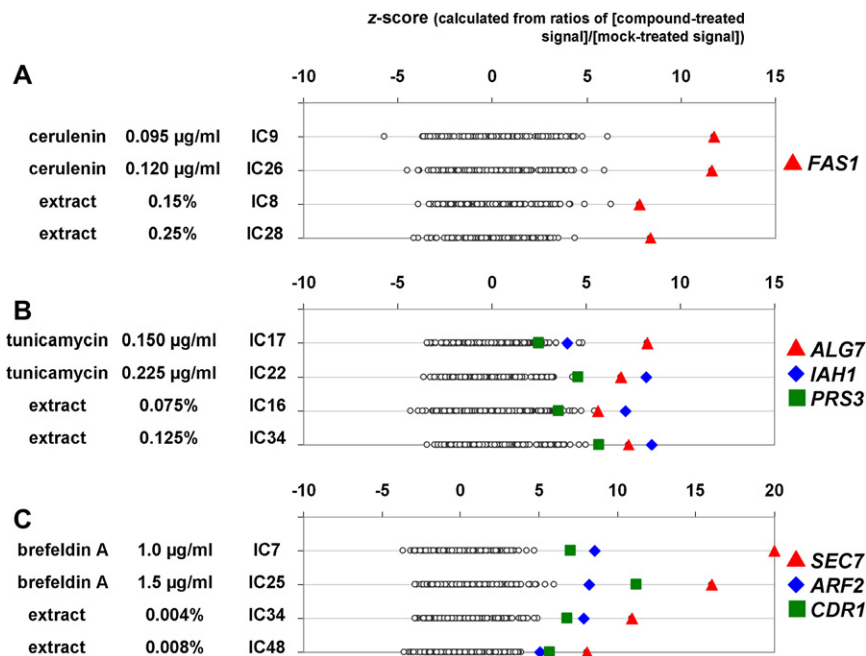 z-score (calculated from ratios of [compound-treated
signal]/[mock-treated signal])
A
-10 -5 0 5 10 15
cerulenin 0.095 µg/ml IC9
cerulenin 0.120 µg/ml IC26
extract 0.15% IC8
extract 0.25% IC28
FAS1
B
-10 -5 0 5 10 15
tunicamycin 0.150 µg/ml IC17
tunicamycin 0.225 µg/ml IC22
extract 0.075% IC16
extract 0.125% IC34
ALG7
IAH1
PRS3
C
-10 -5 0 5 10 15 20
brefeldin A 1.0 µg/ml IC7
brefeldin A 1.5 µg/ml IC25
extract 0.004% IC34
extract 0.008% IC48
SEC7
ARF2
CDR1